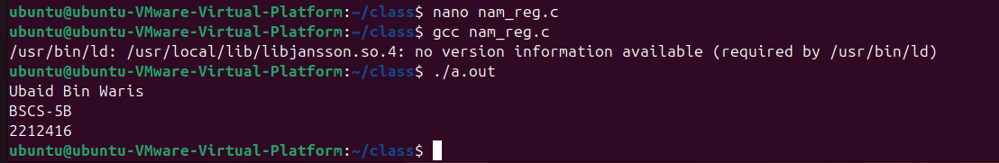 ubuntu@ubuntu-VMware-Virtual-Platform:~/class$ nano nam_reg.c
ubuntu@ubuntu-VMware-Virtual-Platform:~/class$ gcc nam_reg.c
/usr/bin/ld: /usr/local/lib/libjansson.so.4: no version information available (required by /usr/bin/ld)
ubuntu@ubuntu-VMware-Virtual-Platform:~/class$ ./a.out
Ubaid Bin Waris
BSCS-5B
2212416
ubuntu@ubuntu-VMware-Virtual-Platform:~/class$